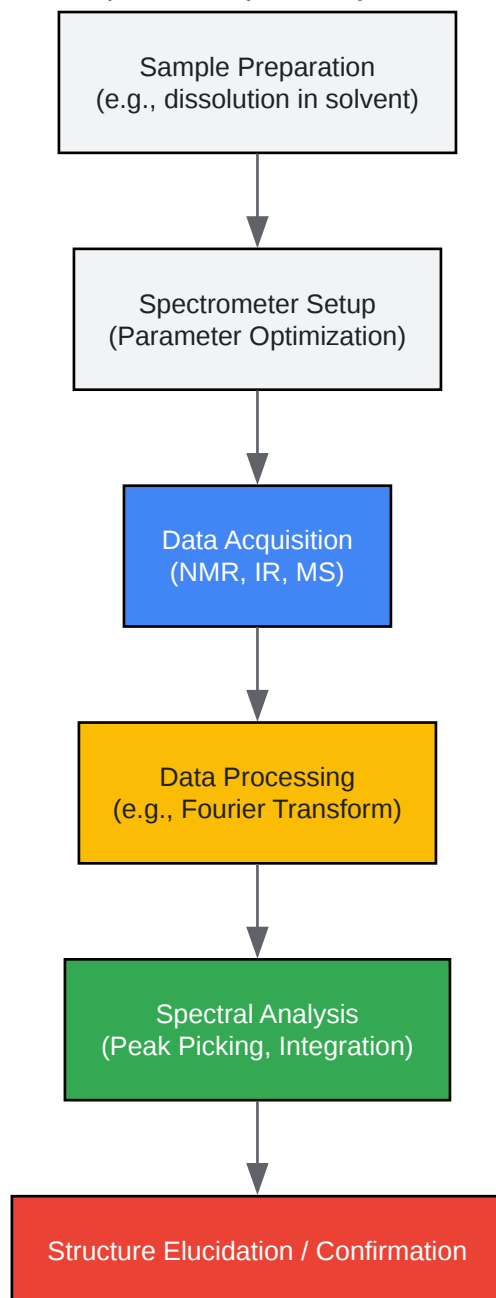 Sample Preparation
(e.g., dissolution in solvent)
Spectrometer Setup
(Parameter Optimization)
Data Acquisition
(NMR, IR, MS)
Data Processing
(e.g., Fourier Transform)
Spectral Analysis
(Peak Picking, Integration)
Structure Elucidation / Confirmation